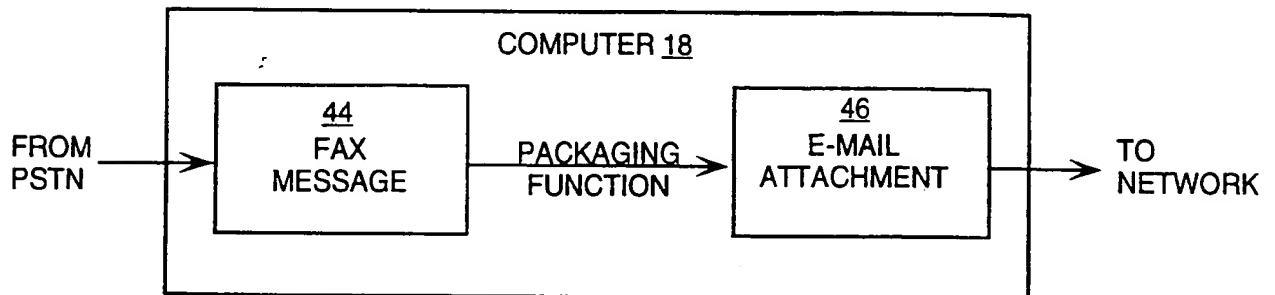 COMPUTER 18
44
FAX
MESSAGE
46
E-MAIL
ATTACHMENT
FROM
PSTN
PACKAGING
FUNCTION
TO
NETWORK